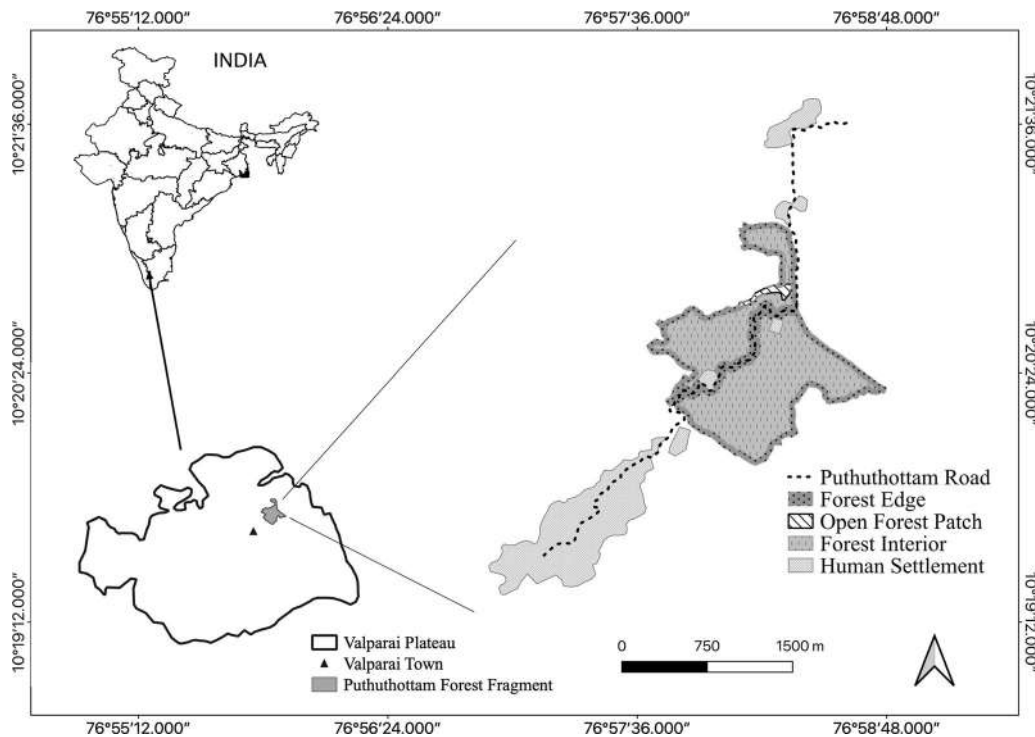 76°55′12.000″ 76°56′24.000″ 76°57′36.000″ 76°58′48.000″
INDIA
10°21′36.000″
10°21′36.000″
10°20′24.000″
10°20′24.000″
Puthuthottam Road
Forest Edge
Open Forest Patch
Forest Interior
Human Settlement
10°19′12.000″
10°19′12.000″
Valparai Plateau
Valparai Town
Puthuthottam Forest Fragment
0 750 1500 m
76°55′12.000″ 76°56′24.000″ 76°57′36.000″ 76°58′48.000″